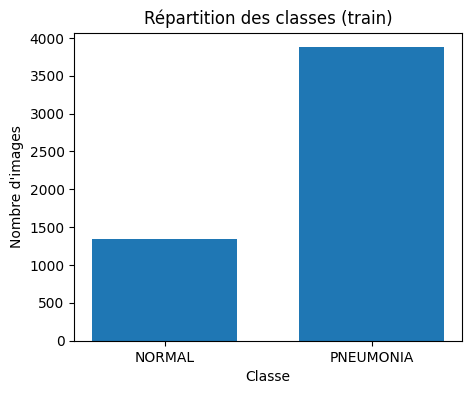 Répartition des classes (train)
4000
3500
3000
2500
2000
1500
1000
500
0
Nombre d'images
NORMAL
PNEUMONIA
Classe